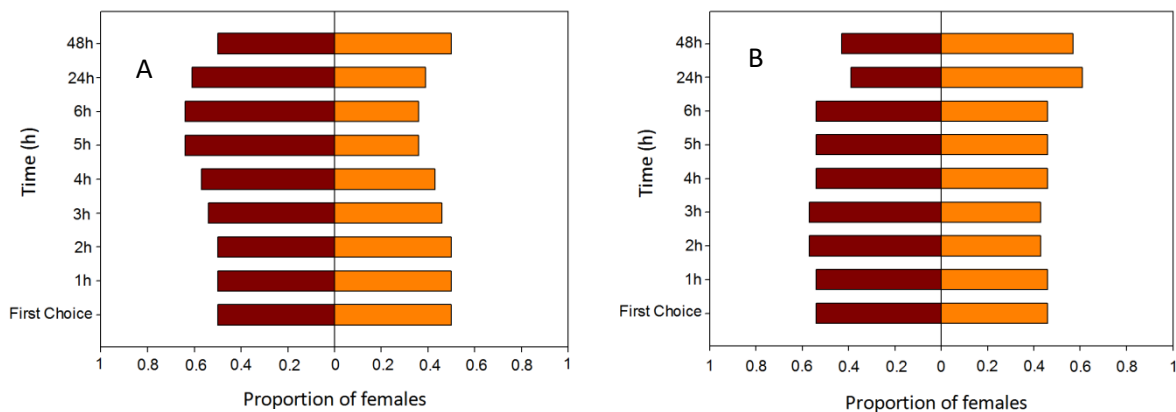 A
Time (h)
48h
24h
6h
5h
4h
3h
2h
1h
First Choice
1 0.8 0.6 0.4 0.2 0 0.2 0.4 0.6 0.8 1
Proportion of females
B
Time (h)
48h
24h
6h
5h
4h
3h
2h
1h
First Choice
1 0.8 0.6 0.4 0.2 0 0.2 0.4 0.6 0.8 1
Proportion of females